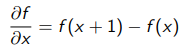 ∂f/∂x = f(x + 1) − f(x)